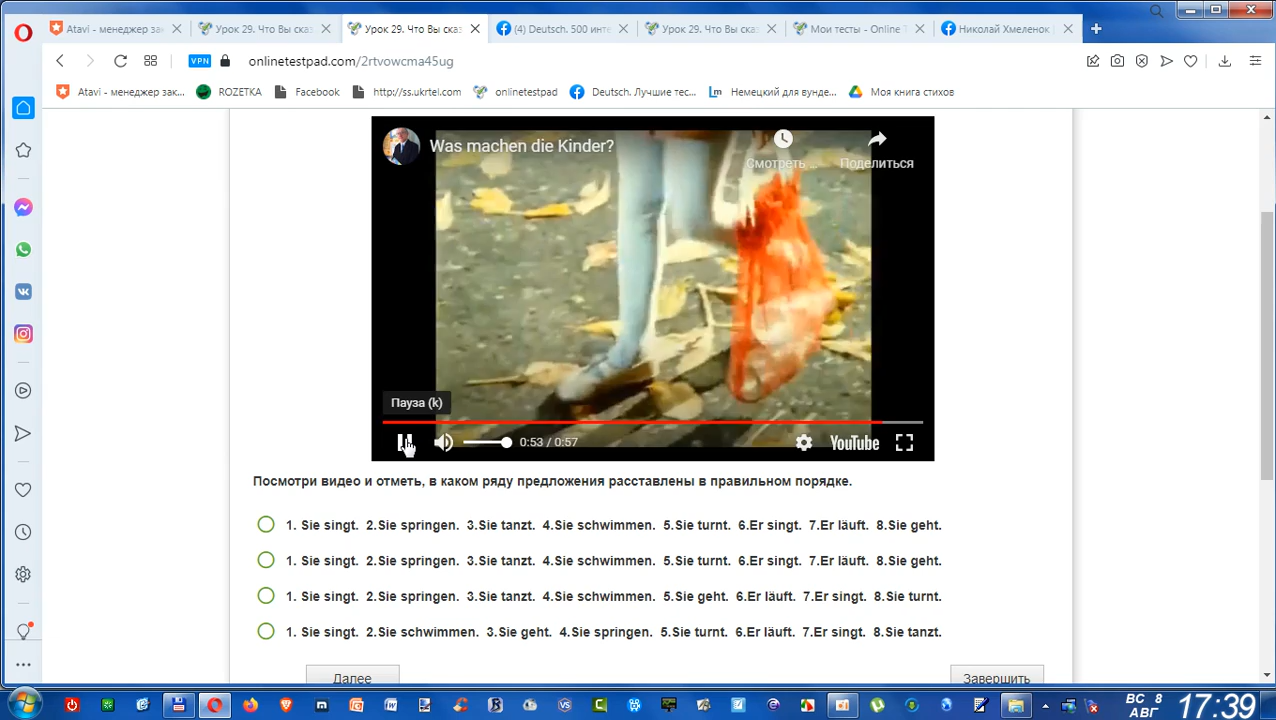 Atavi - менеджер зак
Урок 29. Что Вы сказ
Урок 29. Что Вы сказ
(4) Deutsch. 500 инте
Урок 29. Что Вы сказ
Мои тесты - Online T
Николай Хмеленок |
VPN
onlinetestpad.com/2rtvowcma45ug
Atavi - менеджер зак...
ROZETKA
Facebook
http://ss.ukrtel.com
onlinetestpad
Deutsch. Лучшие тес...
Немецкий для вунде...
Моя книга стихов
Was machen die Kinder?
Смотреть ...
Поделиться
Пауза (k)
0:53 / 0:57
YouTube
Посмотри видео и отметь, в каком ряду предложения расставлены в правильном порядке.
1. Sie singt. 2.Sie springen. 3.Sie tanzt. 4.Sie schwimmen. 5.Sie turnt. 6.Er singt. 7.Er läuft. 8.Sie geht.
1. Sie singt. 2.Sie springen. 3.Sie tanzt. 4.Sie schwimmen. 5.Sie turnt. 6.Er singt. 7.Er läuft. 8.Sie geht.
1. Sie singt. 2.Sie springen. 3.Sie tanzt. 4.Sie schwimmen. 5.Sie geht. 6.Er läuft. 7.Er singt. 8.Sie turnt.
1. Sie singt. 2.Sie schwimmen. 3.Sie geht. 4.Sie springen. 5.Sie turnt. 6.Er läuft. 7.Er singt. 8.Sie tanzt.
Далее
Завершить
ВС 8
АВГ
17:39